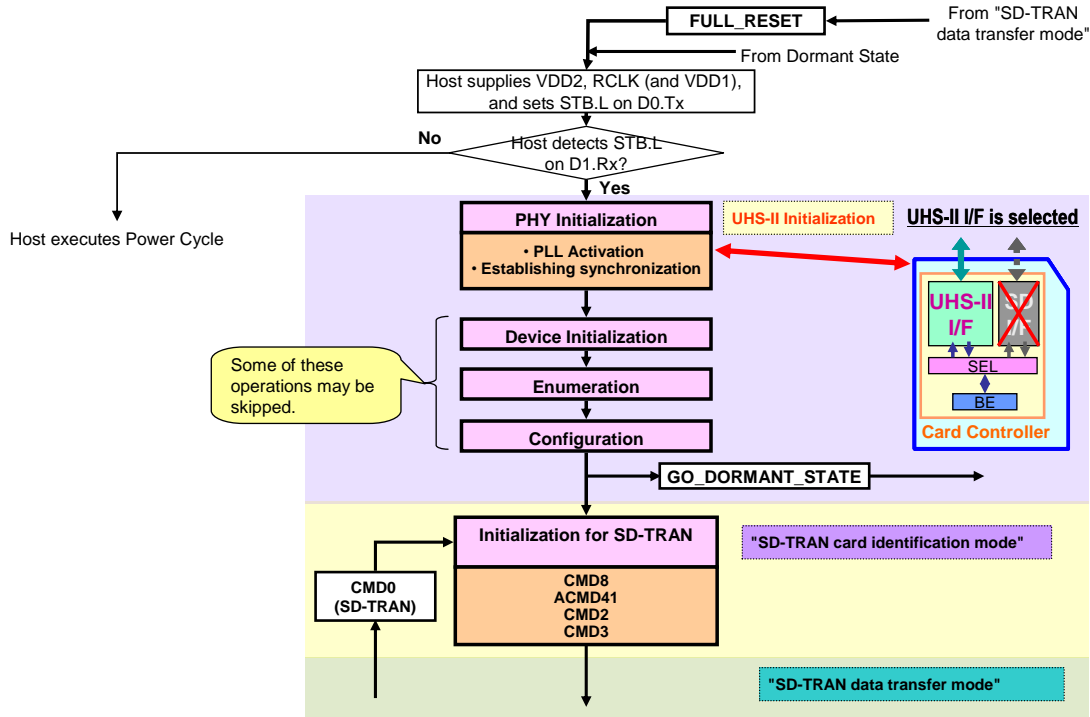 FULL_RESET
From "SD-TRAN
data transfer mode"
From Dormant State
Host supplies VDD2, RCLK (and VDD1),
and sets STB.L on D0.Tx
No
Host detects STB.L
on D1.Rx?
Yes
Host executes Power Cycle
PHY Initialization
• PLL Activation
• Establishing synchronization
UHS-II Initialization
UHS-II I/F is selected
UHS-II
I/F
SD
I/F
SEL
BE
Card Controller
Device Initialization
Some of these
operations may be
skipped.
Enumeration
Configuration
GO_DORMANT_STATE
Initialization for SD-TRAN
"SD-TRAN card identification mode"
CMD0
(SD-TRAN)
CMD8
ACMD41
CMD2
CMD3
"SD-TRAN data transfer mode"